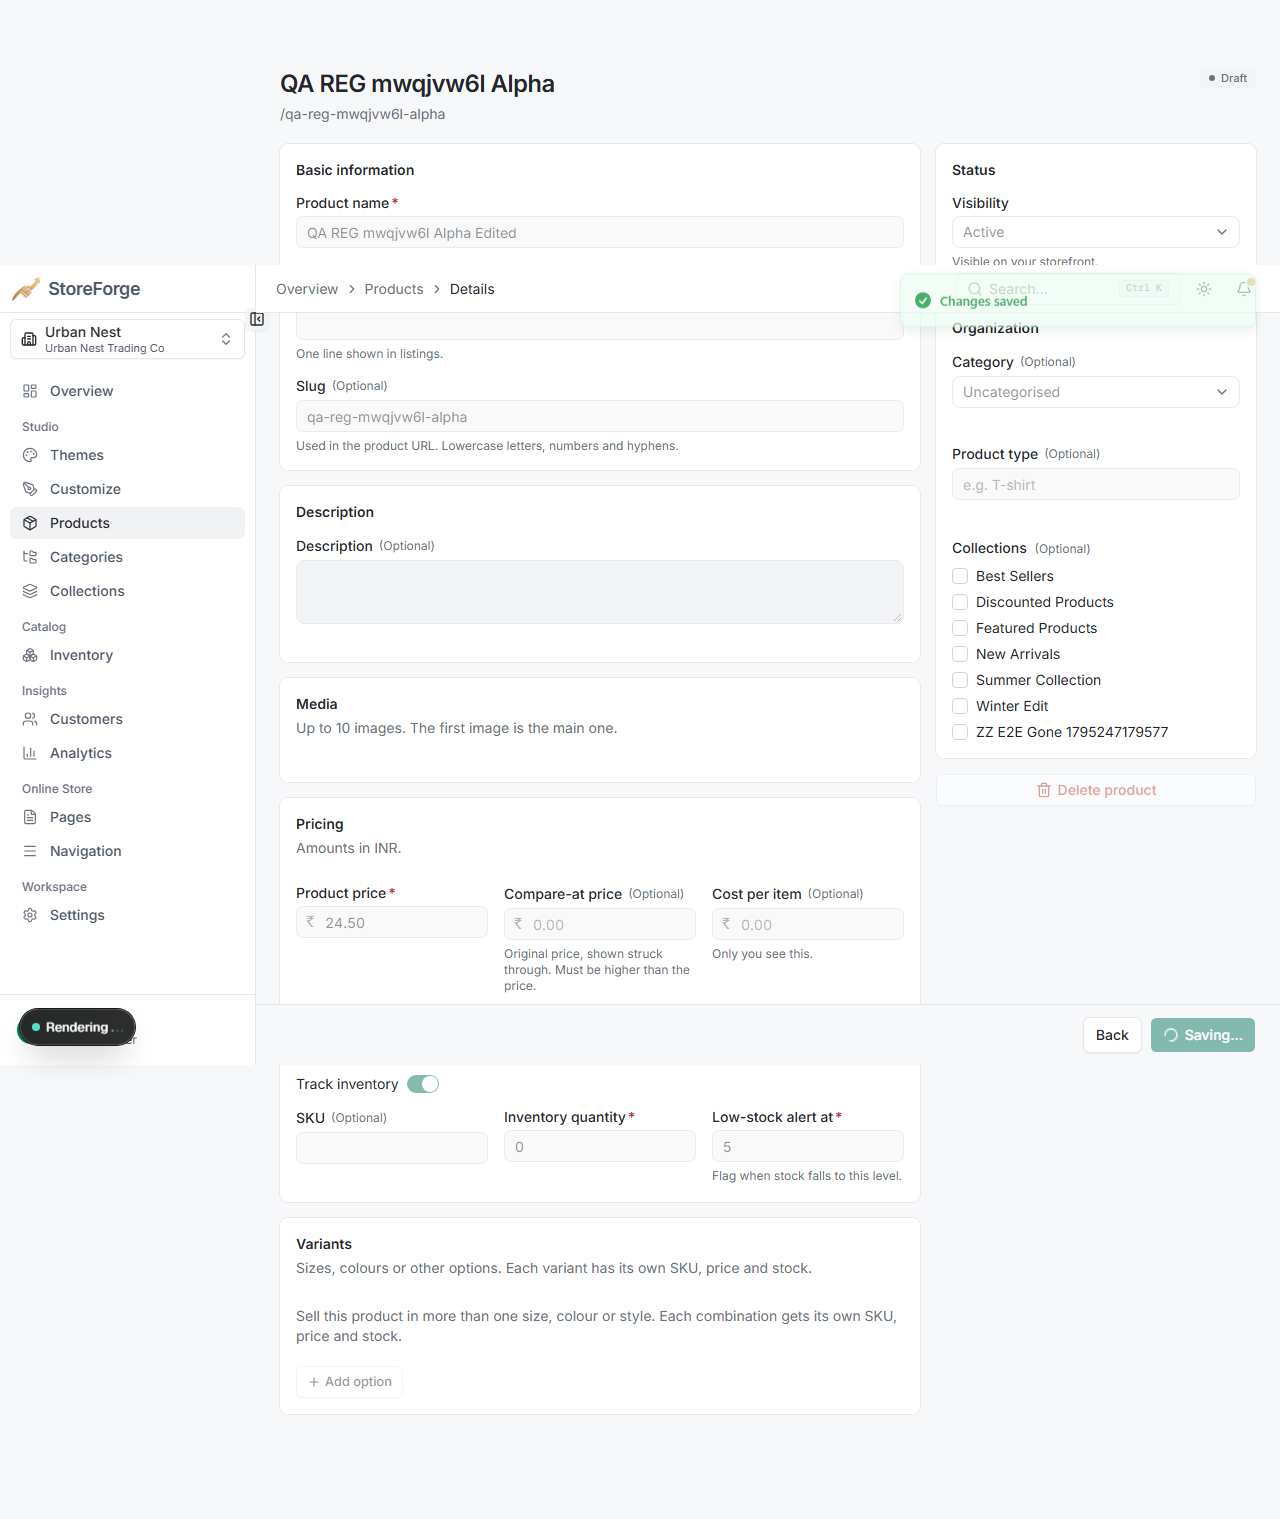 QA REG mwqjvw6l Alpha
Draft
/qa-reg-mwqjvw6l-alpha
Basic information
Product name*
QA REG mwqjvw6l Alpha Edited
Status
Visibility
Active
Visible on your storefront.
StoreForge
Overview > Products > Details
Search...
Ctrl K
Changes saved
Urban Nest
Urban Nest Trading Co
Overview
Studio
Themes
Customize
Products
Categories
Collections
Catalog
Inventory
Insights
Customers
Analytics
Online Store
Pages
Navigation
Workspace
Settings
Rendering ...
One line shown in listings.
Slug (Optional)
qa-reg-mwqjvw6l-alpha
Used in the product URL. Lowercase letters, numbers and hyphens.
Description
Description (Optional)
Media
Up to 10 images. The first image is the main one.
Pricing
Amounts in INR.
Product price*
₹ 24.50
Compare-at price (Optional)
₹ 0.00
Original price, shown struck
through. Must be higher than the
price.
Cost per item (Optional)
₹ 0.00
Only you see this.
Organization
Category (Optional)
Uncategorised
Product type (Optional)
e.g. T-shirt
Collections (Optional)
Best Sellers
Discounted Products
Featured Products
New Arrivals
Summer Collection
Winter Edit
ZZ E2E Gone 1795247179577
Delete product
Back
Saving...
Track inventory
SKU (Optional)
Inventory quantity*
0
Low-stock alert at*
5
Flag when stock falls to this level.
Variants
Sizes, colours or other options. Each variant has its own SKU, price and stock.
Sell this product in more than one size, colour or style. Each combination gets its own SKU,
price and stock.
+ Add option